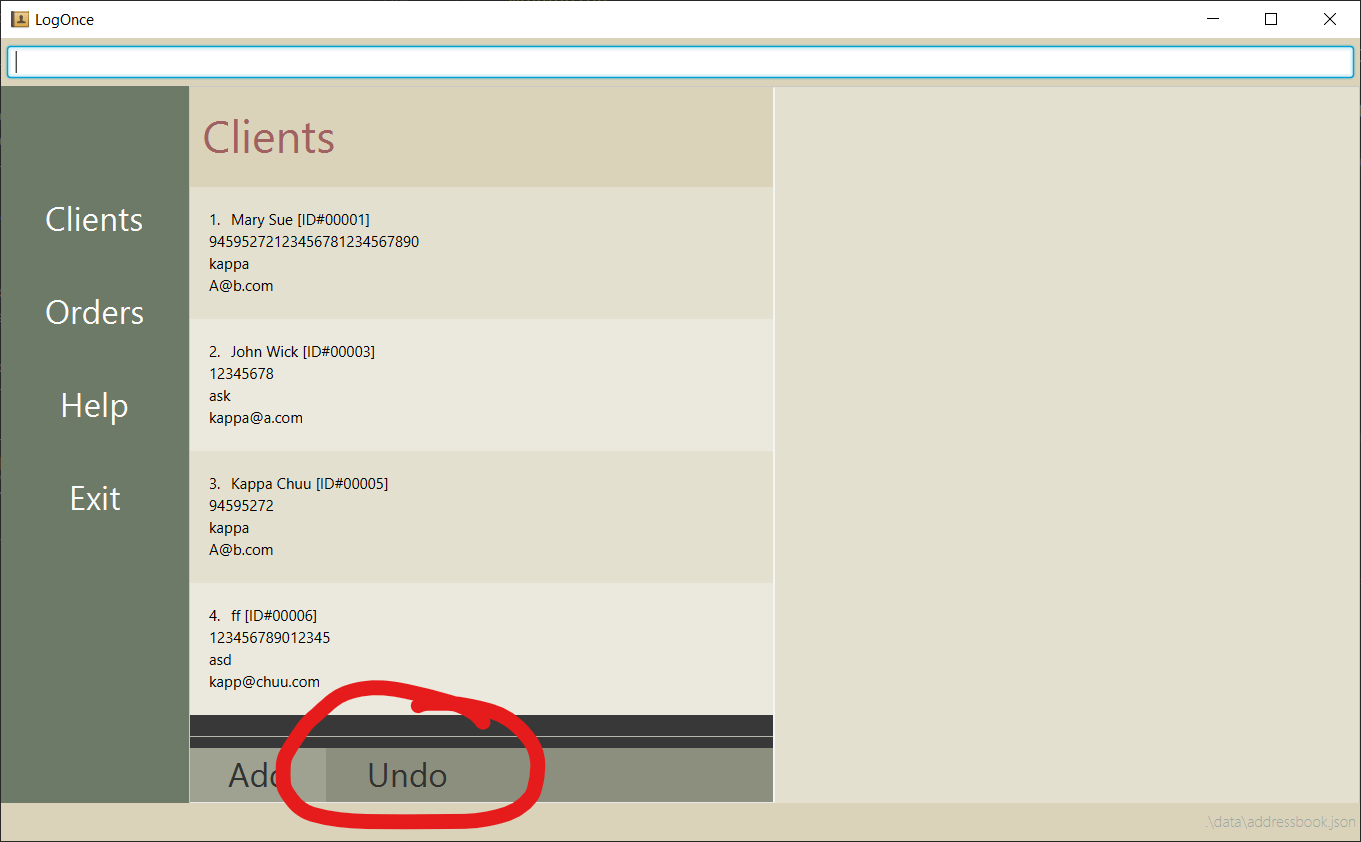 LogOnce
Clients
Orders
Help
Exit
Clients
1. Mary Sue [ID#00001]
94595272123456781234567890
kappa
A@b.com
2. John Wick [ID#00003]
12345678
ask
kappa@a.com
3. Kappa Chuu [ID#00005]
94595272
kappa
A@b.com
4. ff [ID#00006]
123456789012345
asd
kapp@chuu.com
Add Undo
.\data\addressbook.json